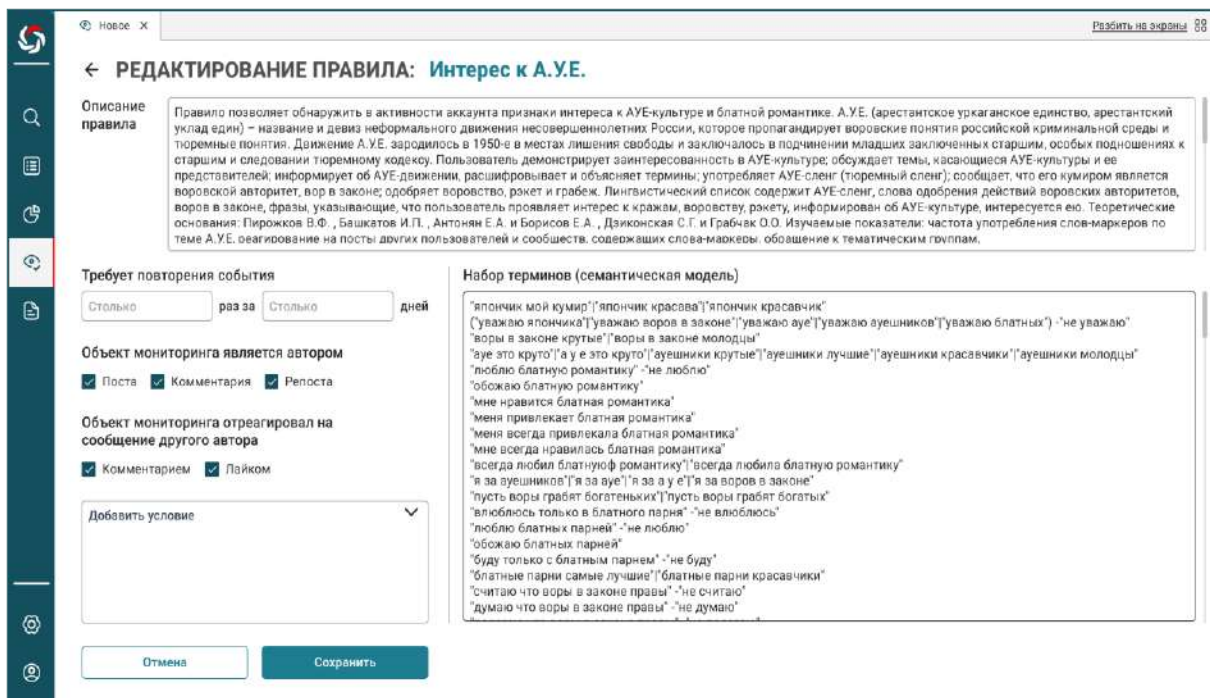 Новое X
Разбить на экраны
← РЕДАКТИРОВАНИЕ ПРАВИЛА: Интерес к А.У.Е.
Описание правила
Правило позволяет обнаружить в активности аккаунта признаки интереса к АУЕ-культуре и блатной романтике. А.У.Е. (арестантское уркаганское единство, арестантский
уклад един) – название и девиз неформального движения несовершеннолетних России, которое пропагандирует воровские понятия российской криминальной среды и
тюремные понятия. Движение А.У.Е. зародилось в 1950-е в местах лишения свободы и заключалось в подчинении младших заключенных старшим, особых подношениях к
старшим и следовании тюремному кодексу. Пользователь демонстрирует заинтересованность в АУЕ-культуре; обсуждает темы, касающиеся АУЕ-культуры и ее
представителей; информирует об АУЕ-движении, расшифровывает и объясняет термины; употребляет АУЕ-сленг (тюремный сленг); сообщает, что его кумиром является
воровской авторитет, вор в законе; одобряет воровство, рэкет и грабеж. Лингвистический список содержит АУЕ-сленг, слова одобрения действий воровских авторитетов,
воров в законе, фразы, указывающие, что пользователь проявляет интерес к кражам, воровству, рэкету, информирован об АУЕ-культуре, интересуется ею. Теоретические
основания: Пирожков В.Ф. , Башкатов И.П. , Антонян Е.А. и Борисов Е.А. , Дзиконская С.Г. и Грабчак О.О. Изучаемые показатели: частота употребления слов-маркеров по
теме А.У.Е. реагирование на посты других пользователей и сообществ, содержащих слова-маркеры, обращение к тематическим группам.
Требует повторения события
Столько раз за Столько дней
Объект мониторинга является автором
Поста Комментария Репоста
Объект мониторинга отреагировал на
сообщение другого автора
Комментарием Лайком
Добавить условие
Отмена
Сохранить
Набор терминов (семантическая модель)
"япончик мой кумир"|"япончик красава"|"япончик красавчик"
("уважаю япончика"|"уважаю воров в законе"|"уважаю ауе"|"уважаю ауешников"|"уважаю блатных") -"не уважаю"
"воры в законе крутые"|"воры в законе молодцы"
"ауе это круто"|"а у е это круто"|"ауешники крутые"|"ауешники лучшие"|"ауешники красавчики"|"ауешники молодцы"
"люблю блатную романтику" -"не люблю"
"обожаю блатную романтику"
"мне нравится блатная романтика"
"меня привлекает блатная романтика"
"меня всегда привлекала блатная романтика"
"мне всегда нравилась блатная романтика"
"всегда любил блатнуюф романтику"|"всегда любила блатную романтику"
"я за ауешников"|"я за ауе"|"я за а у е"|"я за воров в законе"
"пусть воры грабят богатеньких"|"пусть воры грабят богатых"
"влюблюсь только в блатного парня" -"не влюблюсь"
"люблю блатных парней" -"не люблю"
"обожаю блатных парней"
"буду только с блатным парнем" -"не буду"
"блатные парни самые лучшие"|"блатные парни красавчики"
"считаю что воры в законе правы" -"не считаю"
"думаю что воры в законе правы" -"не думаю"